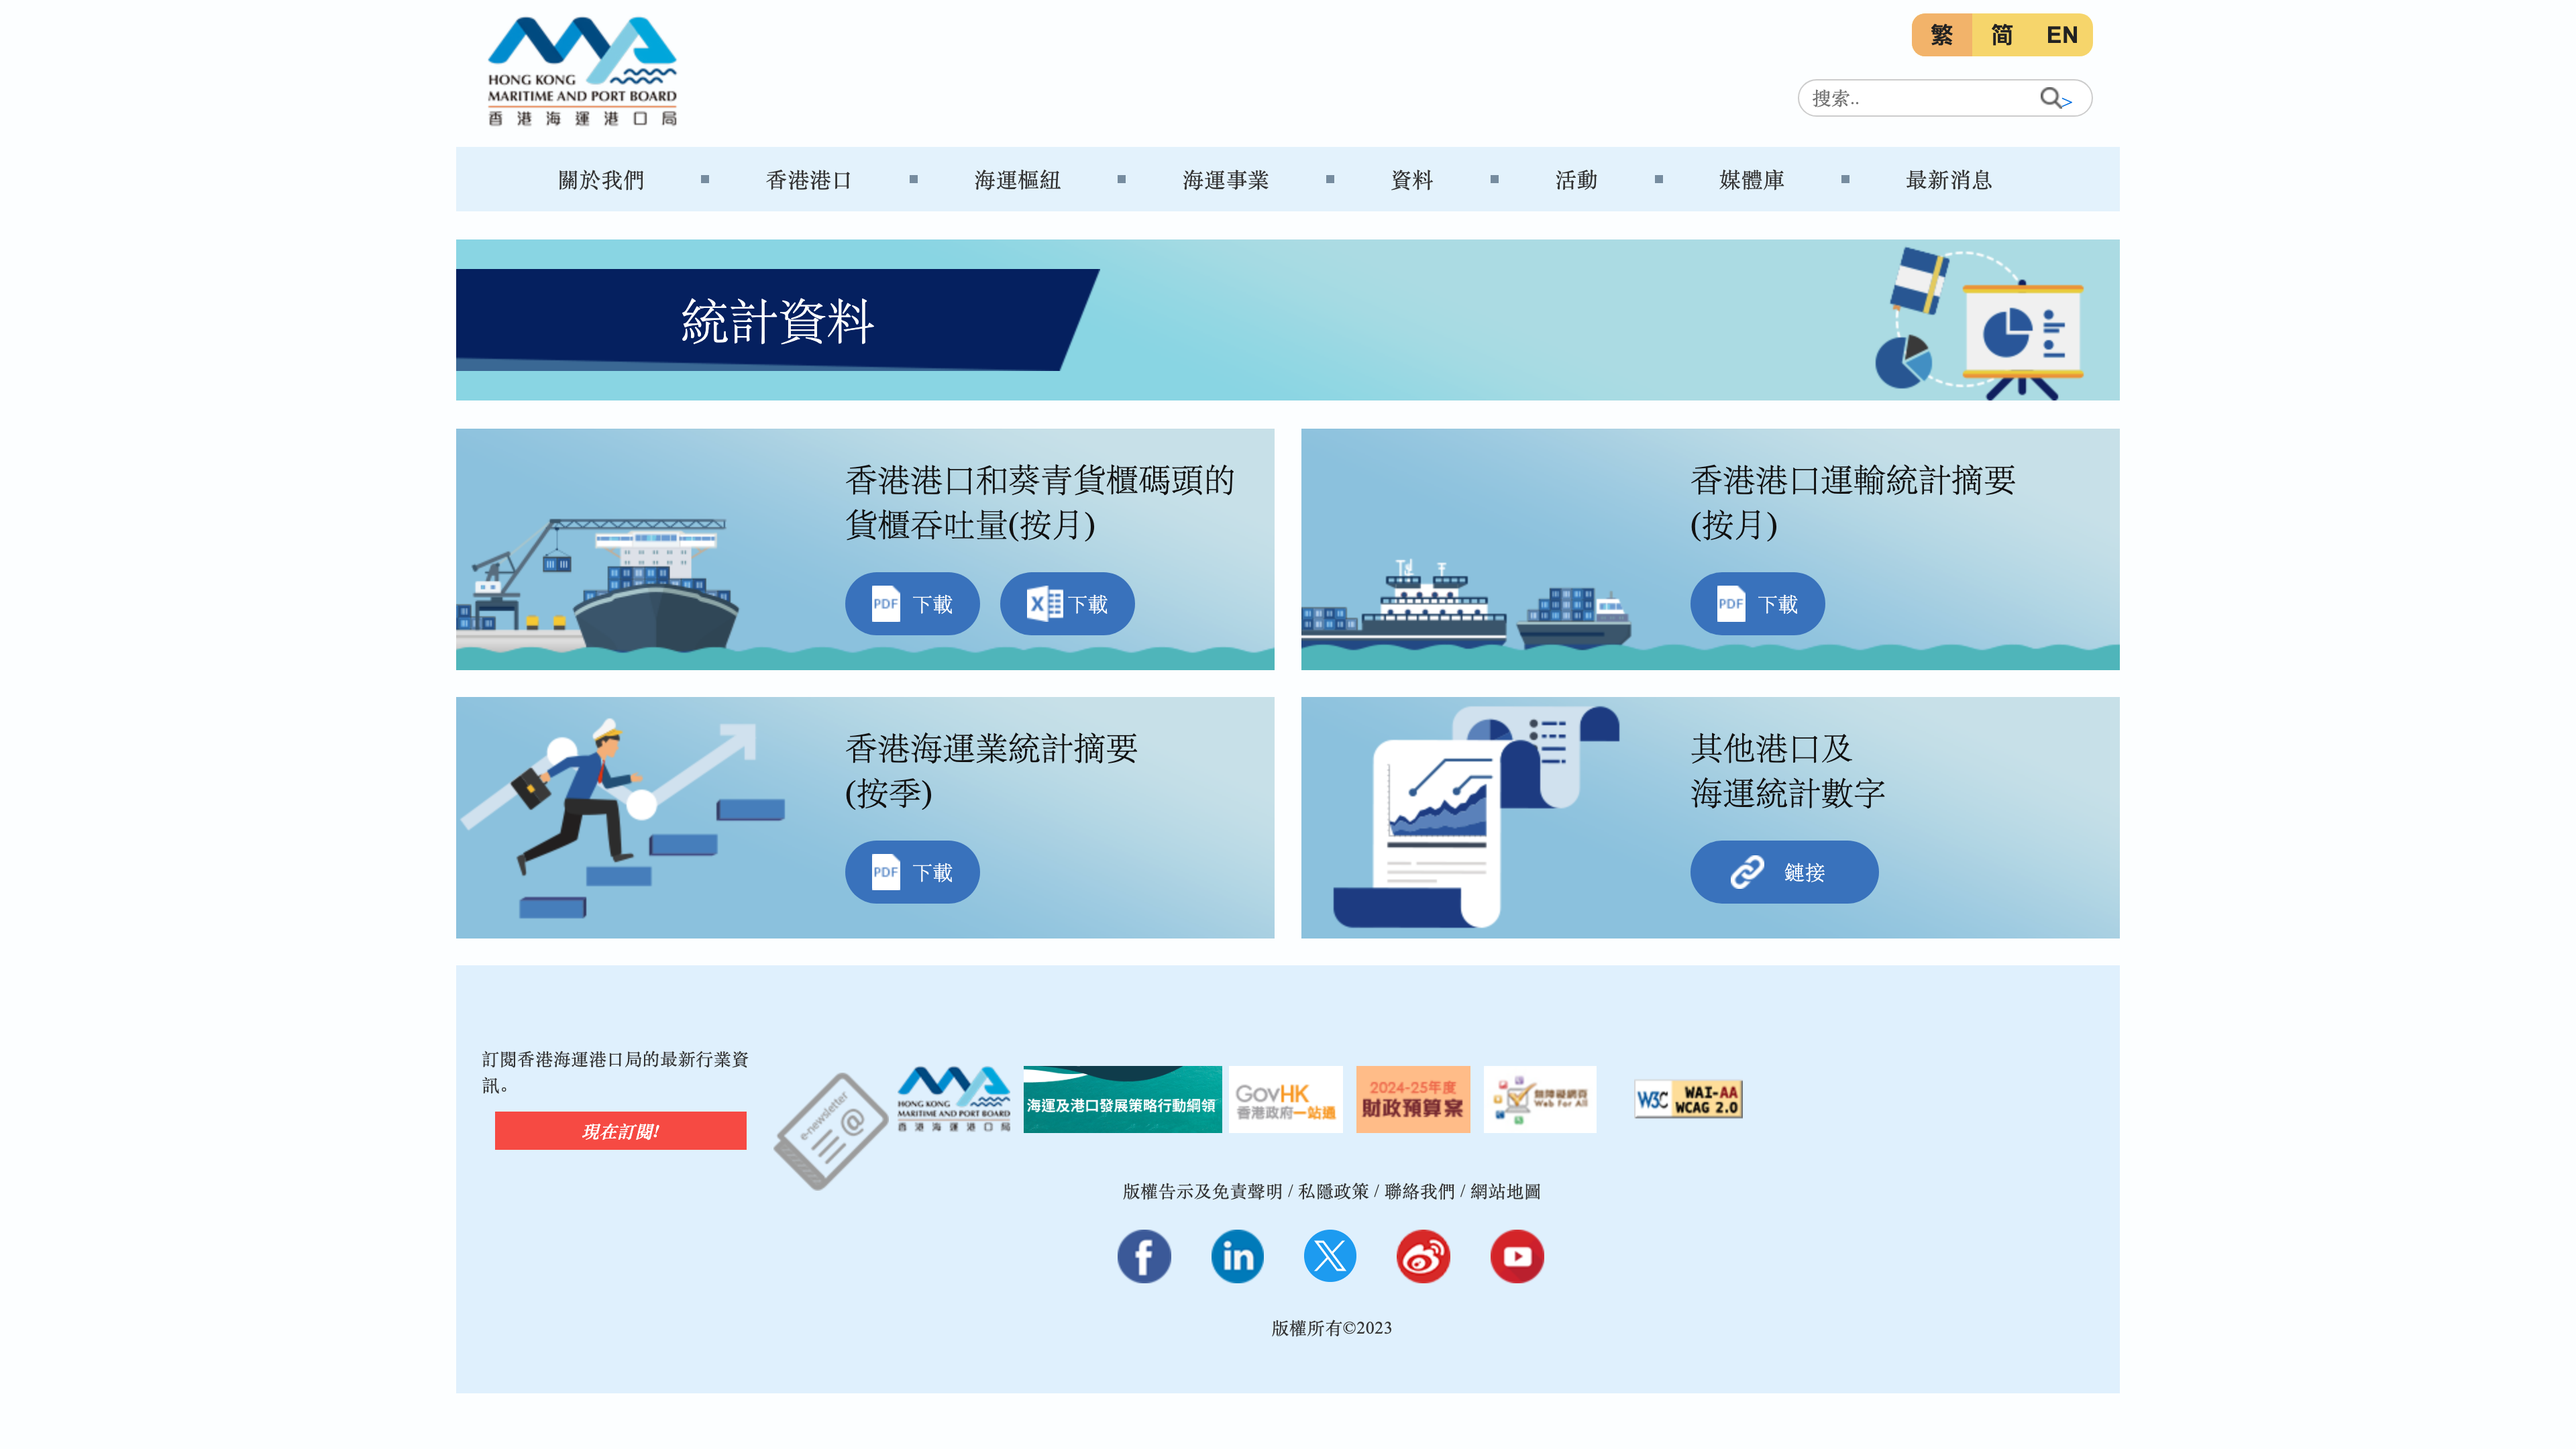 HONG KONG
MARITIME AND PORT BOARD
香港海運港口局
繁 简 EN
搜索..
>
關於我們 香港港口 海運樞紐 海運事業 資料 活動 媒體庫 最新消息
統計資料
香港港口和葵青貨櫃碼頭的
貨櫃吞吐量(按月)
PDF 下載 X 下載
香港港口運輸統計摘要
(按月)
PDF 下載
香港海運業統計摘要
(按季)
PDF 下載
其他港口及
海運統計數字
鏈接
訂閱香港海運港口局的最新行業資
訊。
現在訂閱!
e-newsletter
@
HONG KONG
MARITIME AND PORT BOARD
香港海運港口局
海運及港口發展策略行動綱領
GovHK
香港政府一站通
2024-25年度
財政預算案
無障礙網頁
Web For All
W3C WAI-AA
WCAG 2.0
版權告示及免責聲明 / 私隱政策 / 聯絡我們 / 網站地圖
版權所有©2023